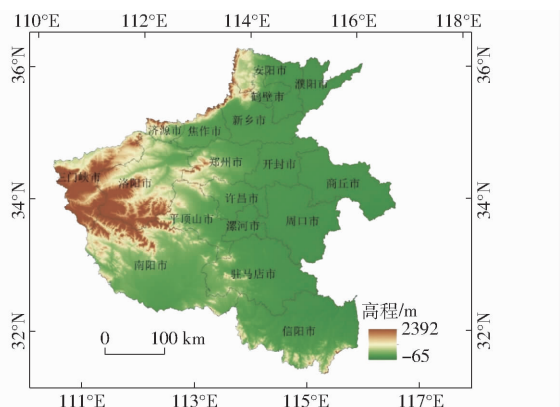 110°E 112°E 114°E 116°E 118°E
36°N 36°N
安阳市
濮阳市
鹤壁市
新乡市
济源市 焦作市
郑州市 开封市
三门峡市 洛阳市 商丘市
34°N 34°N
许昌市
平顶山市 周口市
漯河市
南阳市
驻马店市
高程/m
信阳市
2392
32°N 32°N
0 100 km
-65
111°E 113°E 115°E 117°E